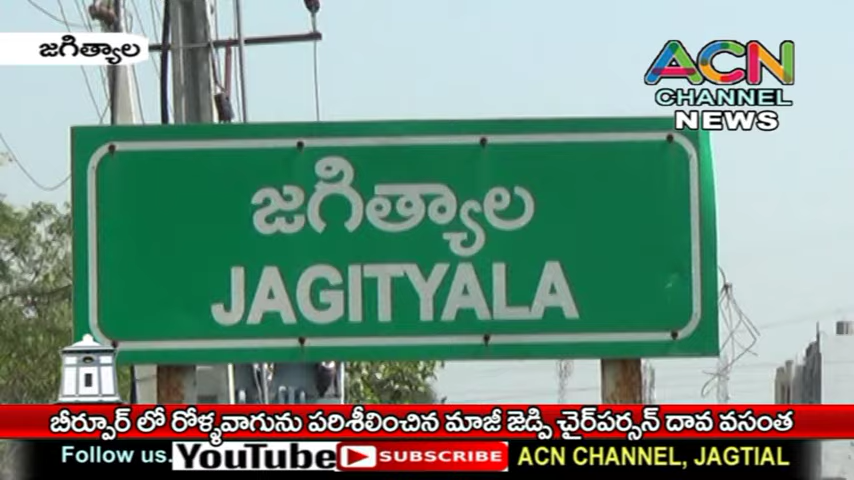 జగిత్యాల
ACN
CHANNEL
NEWS
జగిత్యాల
JAGITYALA
బీర్పూర్ లో రోళ్ళవాగును పరిశీలించిన మాజీ జెడ్పి చైర్‌పర్సన్ దావ వసంత
Follow us. YouTube SUBSCRIBE ACN CHANNEL, JAGTIAL